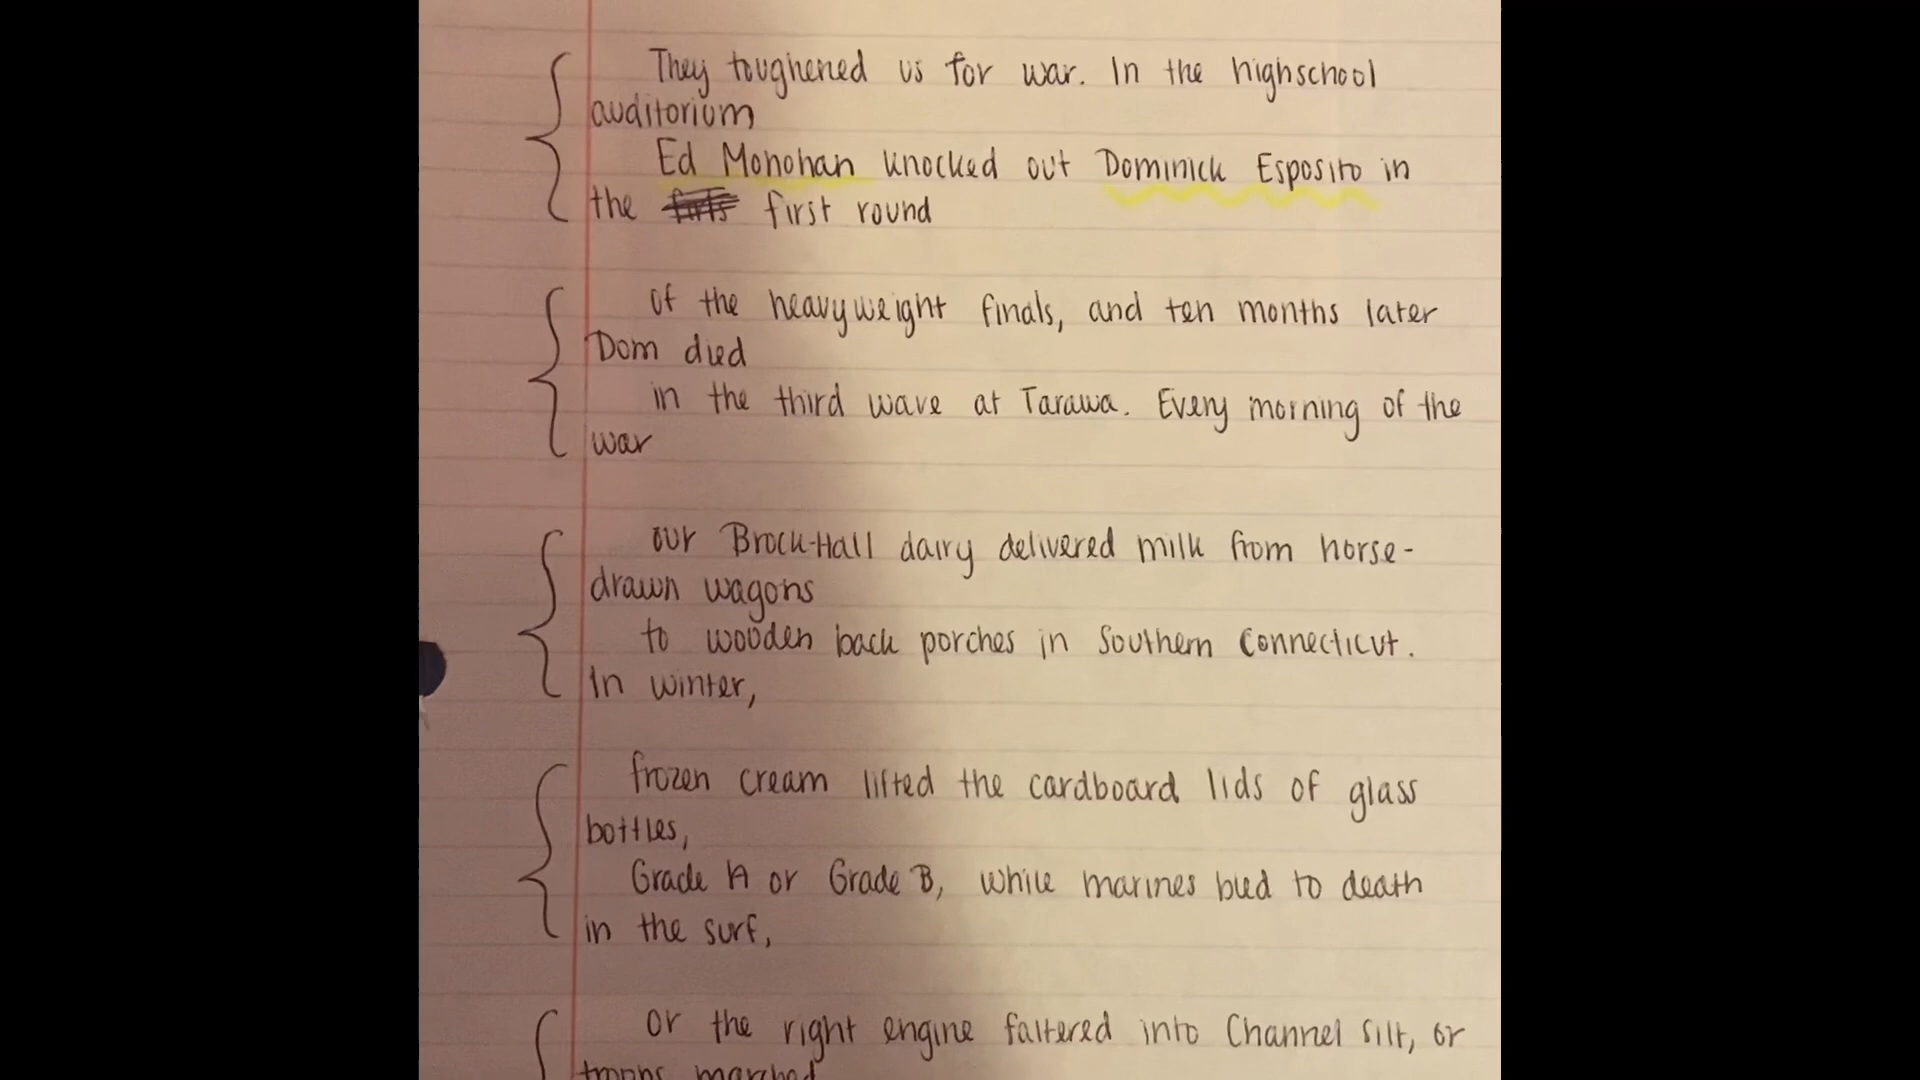 They toughened us for war. In the highschool
auditorium
Ed Monohan knocked out Dominick Esposito in
the first round
of the heavyweight finals, and ten months later
Dom died
in the third wave at Tarawa. Every morning of the
war
our Brock-Hall dairy delivered milk from horse-
drawn wagons
to wooden back porches in Southern Connecticut.
In winter,
frozen cream lifted the cardboard lids of glass
bottles,
Grade A or Grade B, while marines bled to death
in the surf,
or the right engine faltered into Channel silt, or
troops marched